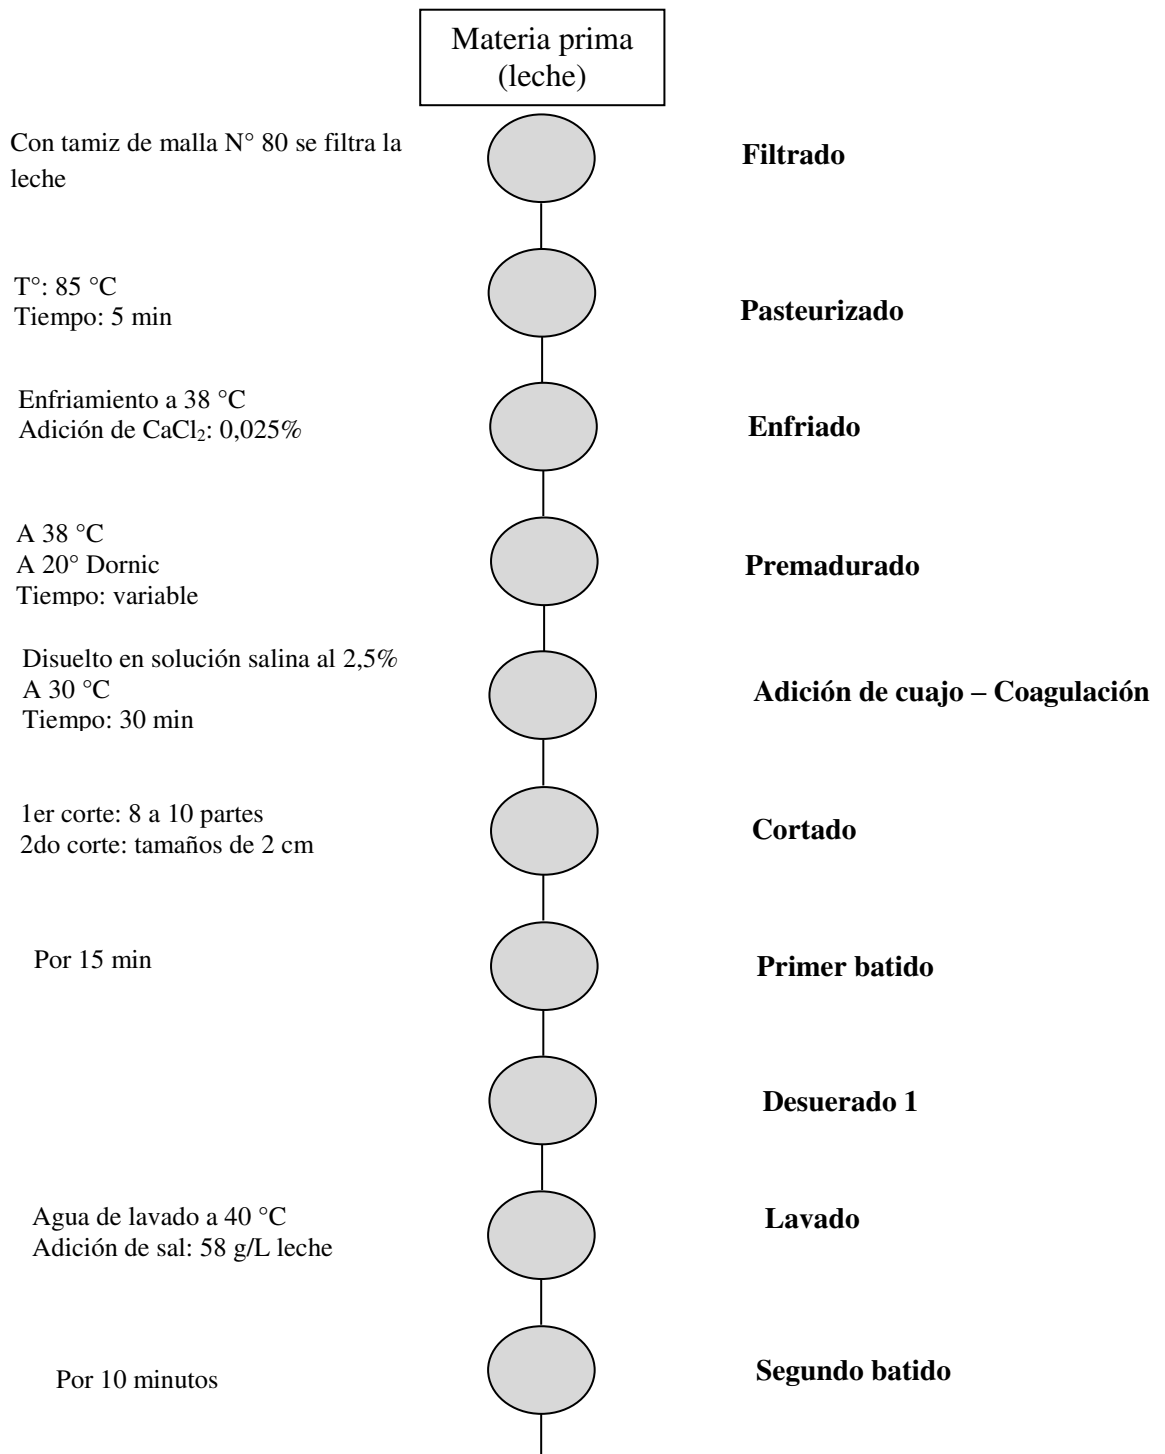 Materia prima
(leche)
Con tamiz de malla N° 80 se filtra la
leche
Filtrado
T°: 85 °C
Tiempo: 5 min
Pasteurizado
Enfriamiento a 38 °C
Adición de CaCl₂: 0,025%
Enfriado
A 38 °C
A 20° Dornic
Tiempo: variable
Premadurado
Disuelto en solución salina al 2,5%
A 30 °C
Tiempo: 30 min
Adición de cuajo – Coagulación
1er corte: 8 a 10 partes
2do corte: tamaños de 2 cm
Cortado
Por 15 min
Primer batido
Desuerado 1
Agua de lavado a 40 °C
Adición de sal: 58 g/L leche
Lavado
Por 10 minutos
Segundo batido